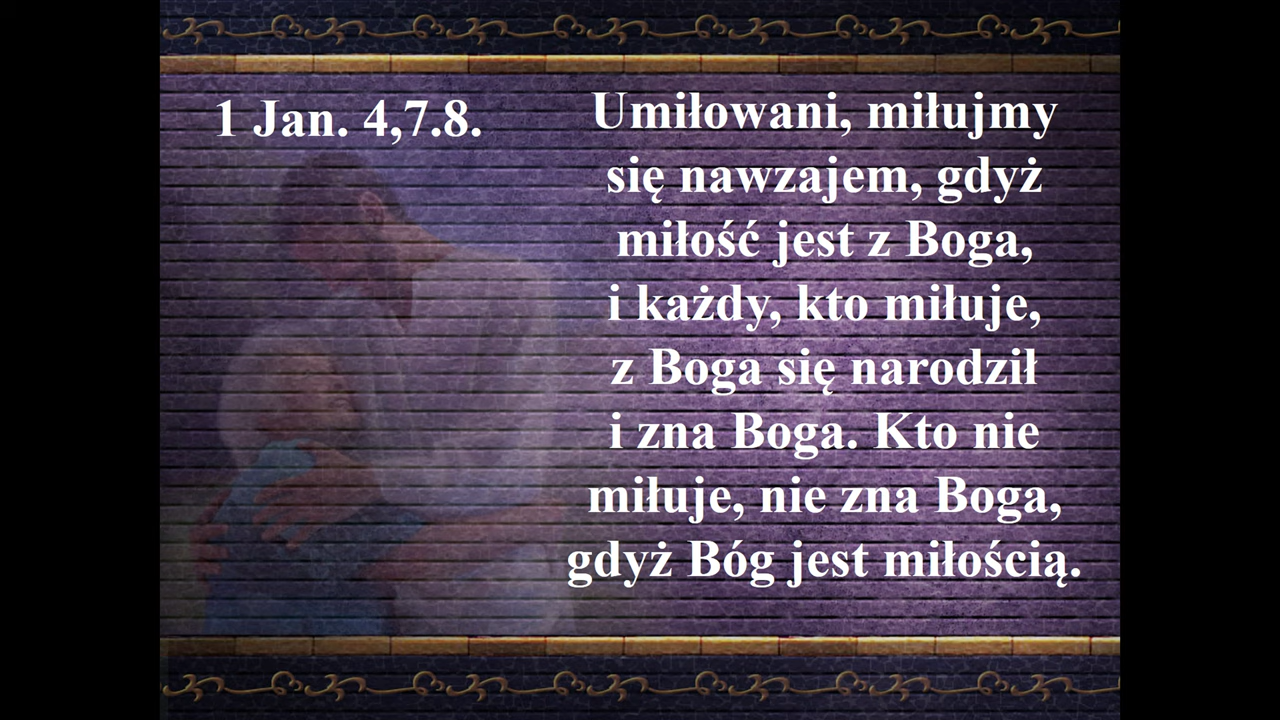 1 Jan. 4,7.8.
Umiłowani, miłujmy
się nawzajem, gdyż
miłość jest z Boga,
i każdy, kto miłuje,
z Boga się narodził
i zna Boga. Kto nie
miłuje, nie zna Boga,
gdyż Bóg jest miłością.